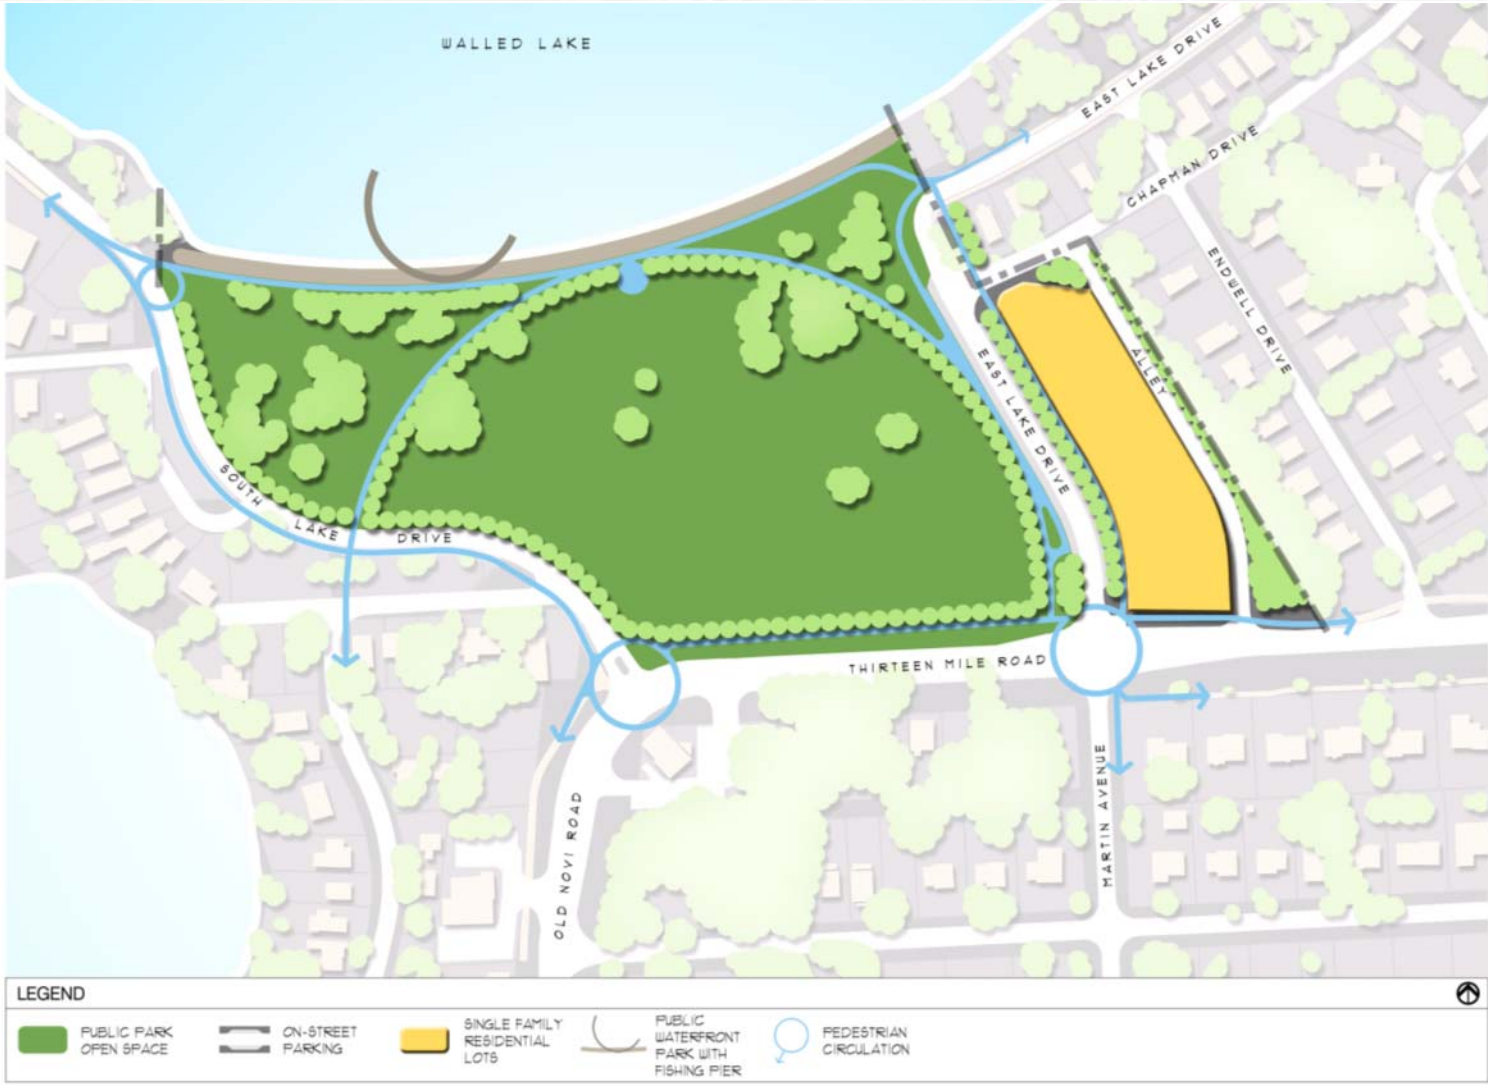 WALLED LAKE
EAST LAKE DRIVE
CHAPMAN DRIVE
ENDWELL DRIVE
ALLEY
EAST LAKE DRIVE
SOUTH LAKE DRIVE
THIRTEEN MILE ROAD
OLD NOVI ROAD
MARTIN AVENUE
LEGEND
PUBLIC PARK
OPEN SPACE
ON-STREET
PARKING
SINGLE FAMILY
RESIDENTIAL
LOTS
PUBLIC
WATERFRONT
PARK WITH
FISHING PIER
PEDESTRIAN
CIRCULATION